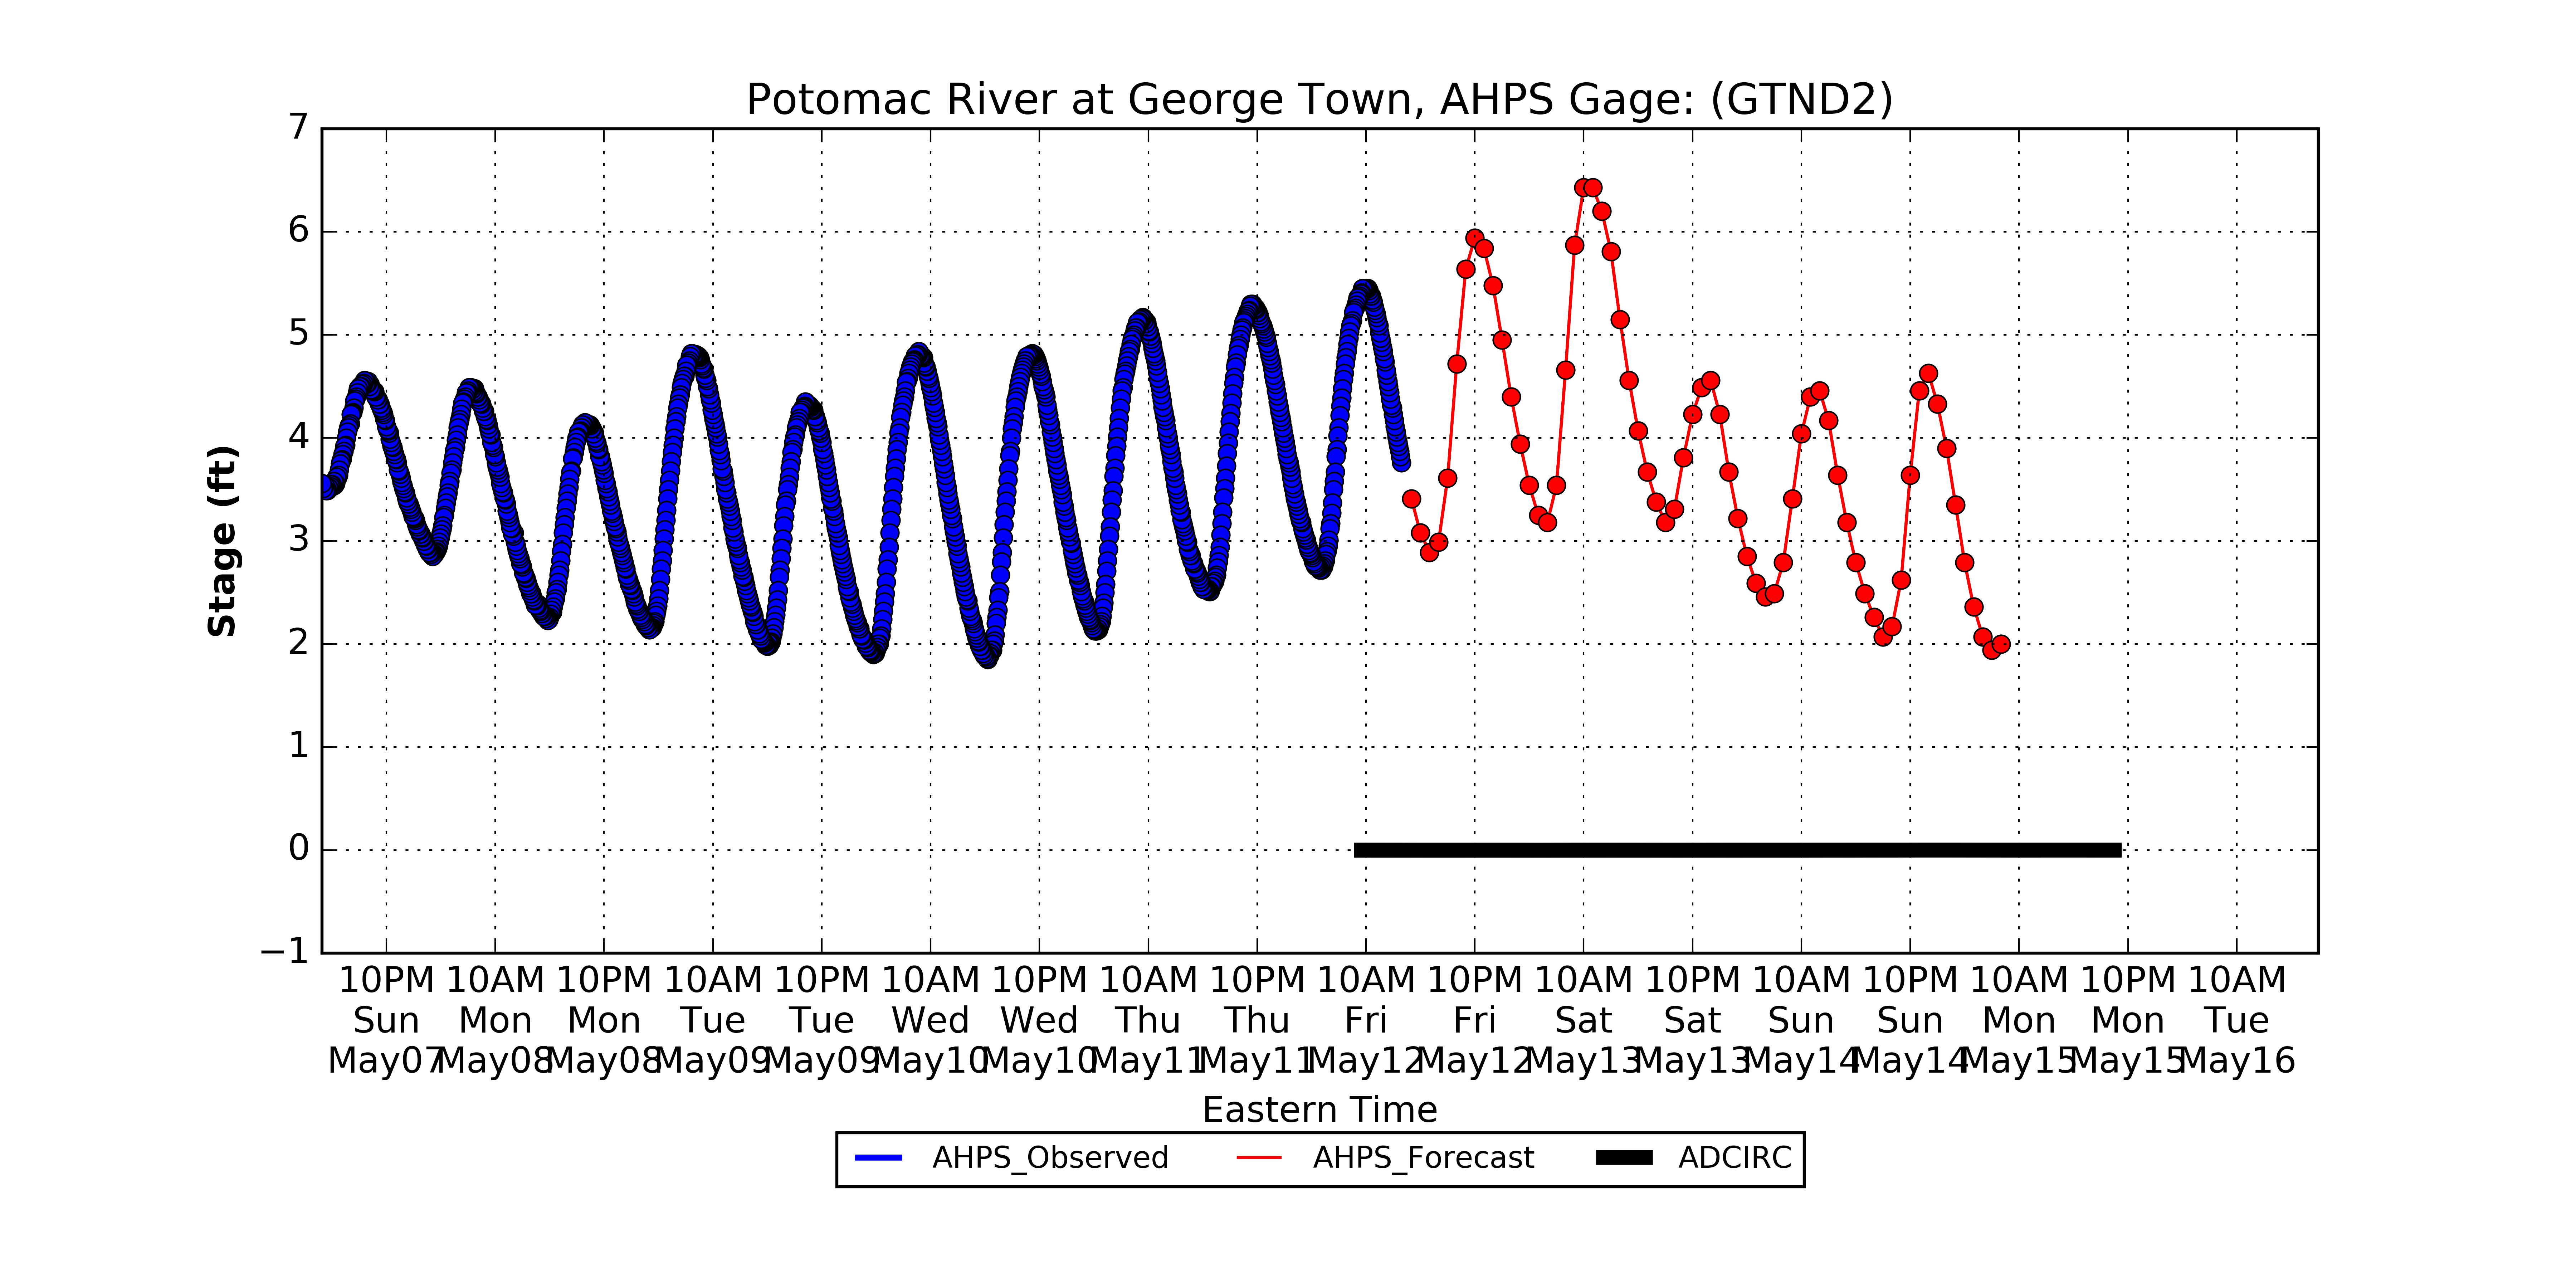 Potomac River at George Town, AHPS Gage: (GTND2)
7
6
5
4
3
2
1
0
−1
Stage (ft)
10PM 10AM 10PM 10AM 10PM 10AM 10PM 10AM 10PM 10AM 10PM 10AM 10PM 10AM 10PM 10AM 10PM 10AM
Sun Mon Mon Tue Tue Wed Wed Thu Thu Fri Fri Sat Sat Sun Sun Mon Mon Tue
May07 May08 May08 May09 May09 May10 May10 May11 May11 May12 May12 May13 May13 May14 May14 May15 May15 May16
Eastern Time
AHPS_Observed AHPS_Forecast ADCIRC